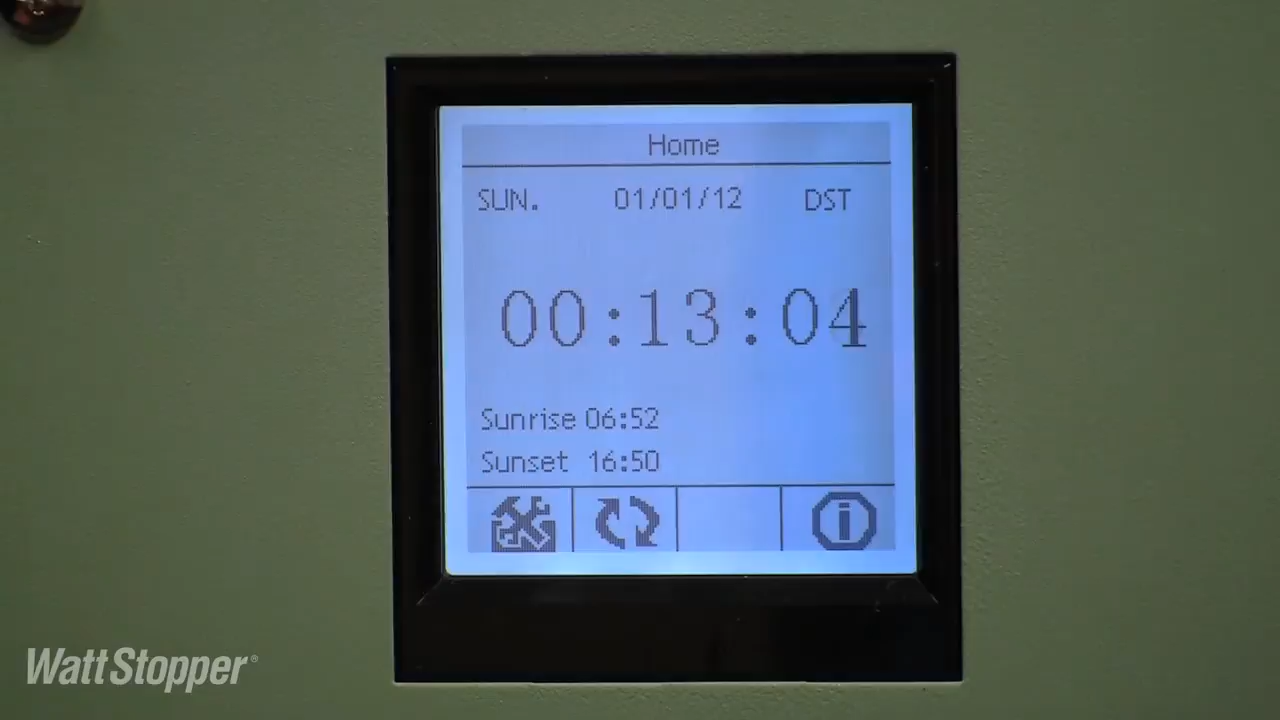 Home
SUN. 01/01/12 DST
00:13:04
Sunrise 06:52
Sunset 16:50
WattStopper®